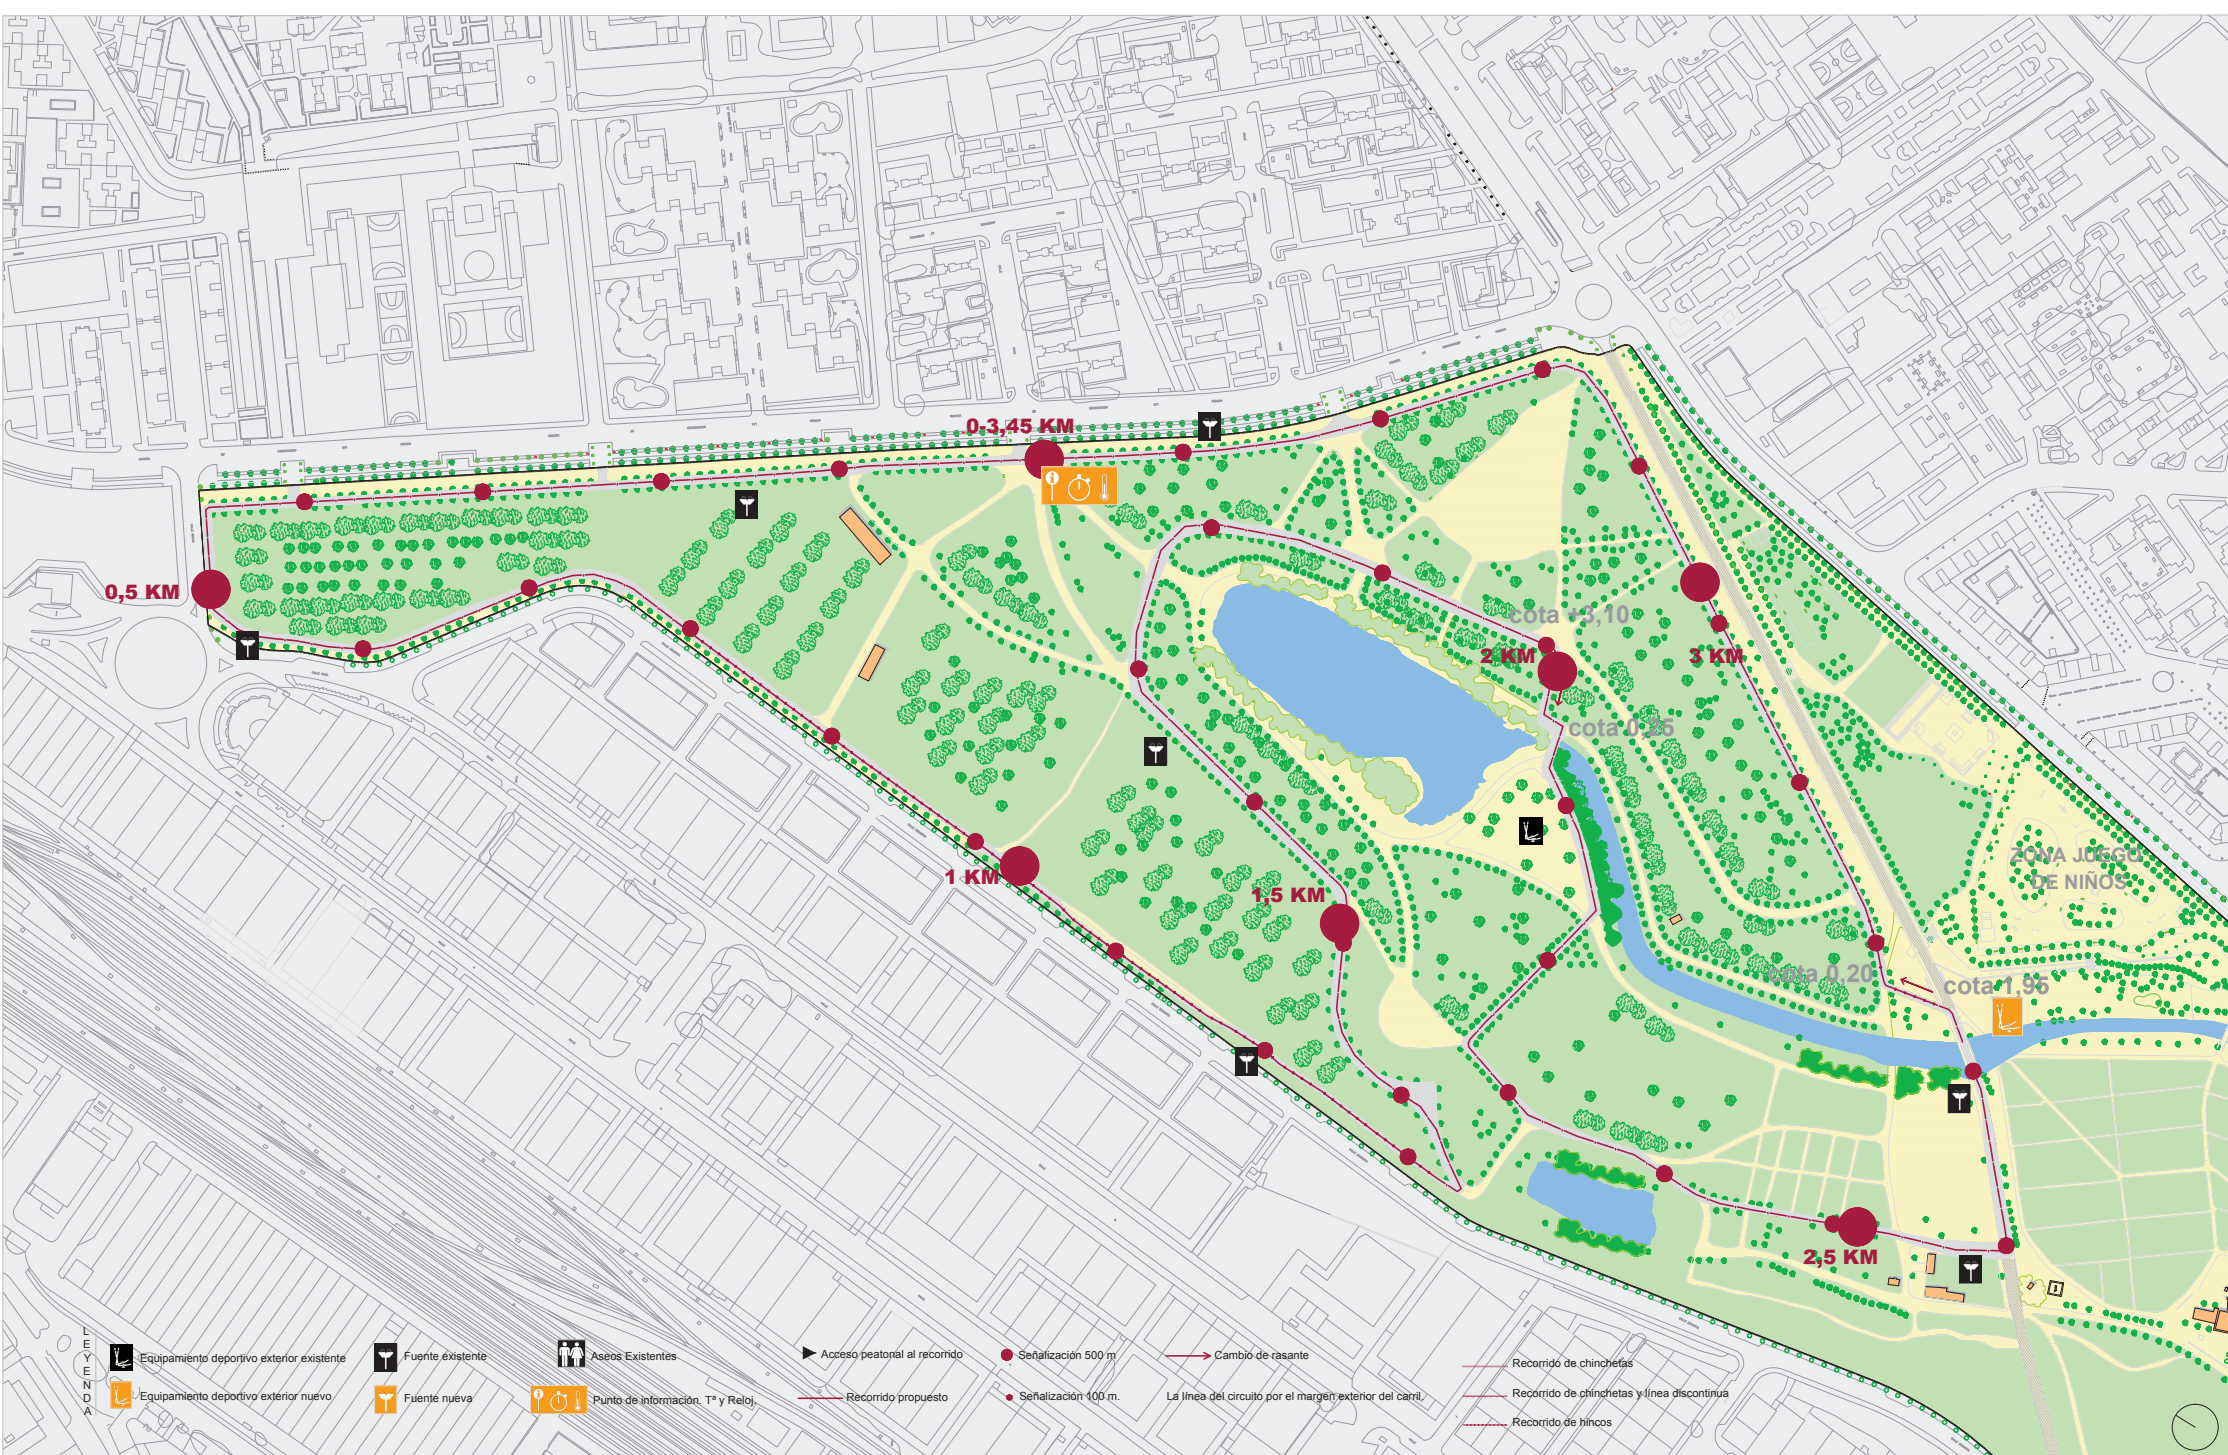 0-3,45 KM
0,5 KM
cota +3,10
2 KM
3 KM
cota 0,25
ZONA JUEGO
DE NIÑOS
1 KM
1,5 KM
cota 0,20
cota 1,95
2,5 KM
LEYENDA
Equipamiento deportivo exterior existente
Fuente existente
Aseos Existentes
Acceso peatonal al recorrido
Señalización 500 m
Cambio de rasante
Recorrido de chinchetas
Equipamiento deportivo exterior nuevo
Fuente nueva
Punto de información. Tª y Reloj.
Recorrido propuesto
Señalización 100 m.
La línea del circuito por el margen exterior del carril.
Recorrido de chinchetas y línea discontinua
Recorrido de hincos